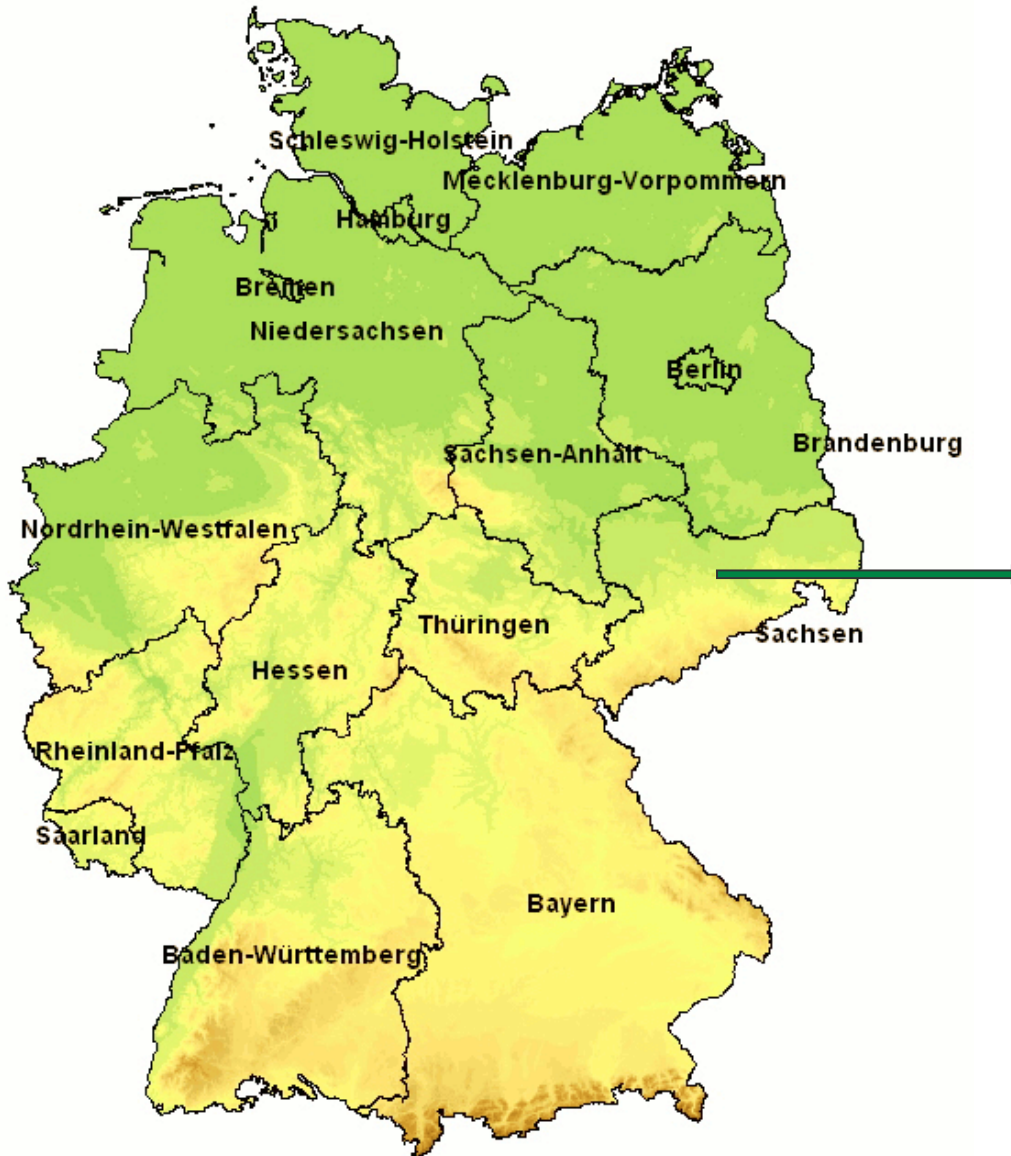 Schleswig-Holstein
Mecklenburg-Vorpommern
Hamburg
Bremen
Niedersachsen
Berlin
Brandenburg
Sachsen-Anhalt
Nordrhein-Westfalen
Thüringen
Sachsen
Hessen
Rheinland-Pfalz
Saarland
Bayern
Baden-Württemberg